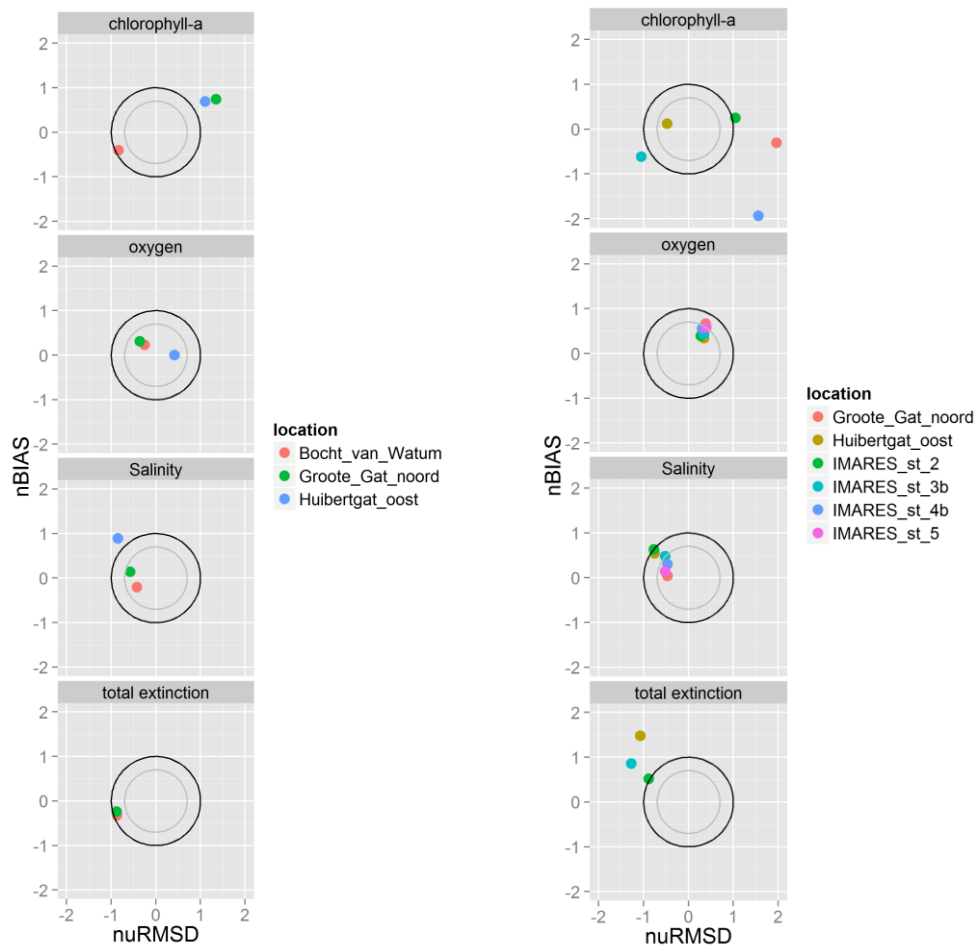 chlorophyll-a
2
1
0
-1
-2
oxygen
2
1
0
-1
-2
Salinity
2
1
0
-1
-2
total extinction
2
1
0
-1
-2
-2 -1 0 1 2
nuRMSD
nBIAS
location
Bocht_van_Watum
Groote_Gat_noord
Huibertgat_oost
chlorophyll-a
2
1
0
-1
-2
oxygen
2
1
0
-1
-2
Salinity
2
1
0
-1
-2
total extinction
2
1
0
-1
-2
-2 -1 0 1 2
nuRMSD
nBIAS
location
Groote_Gat_noord
Huibertgat_oost
IMARES_st_2
IMARES_st_3b
IMARES_st_4b
IMARES_st_5